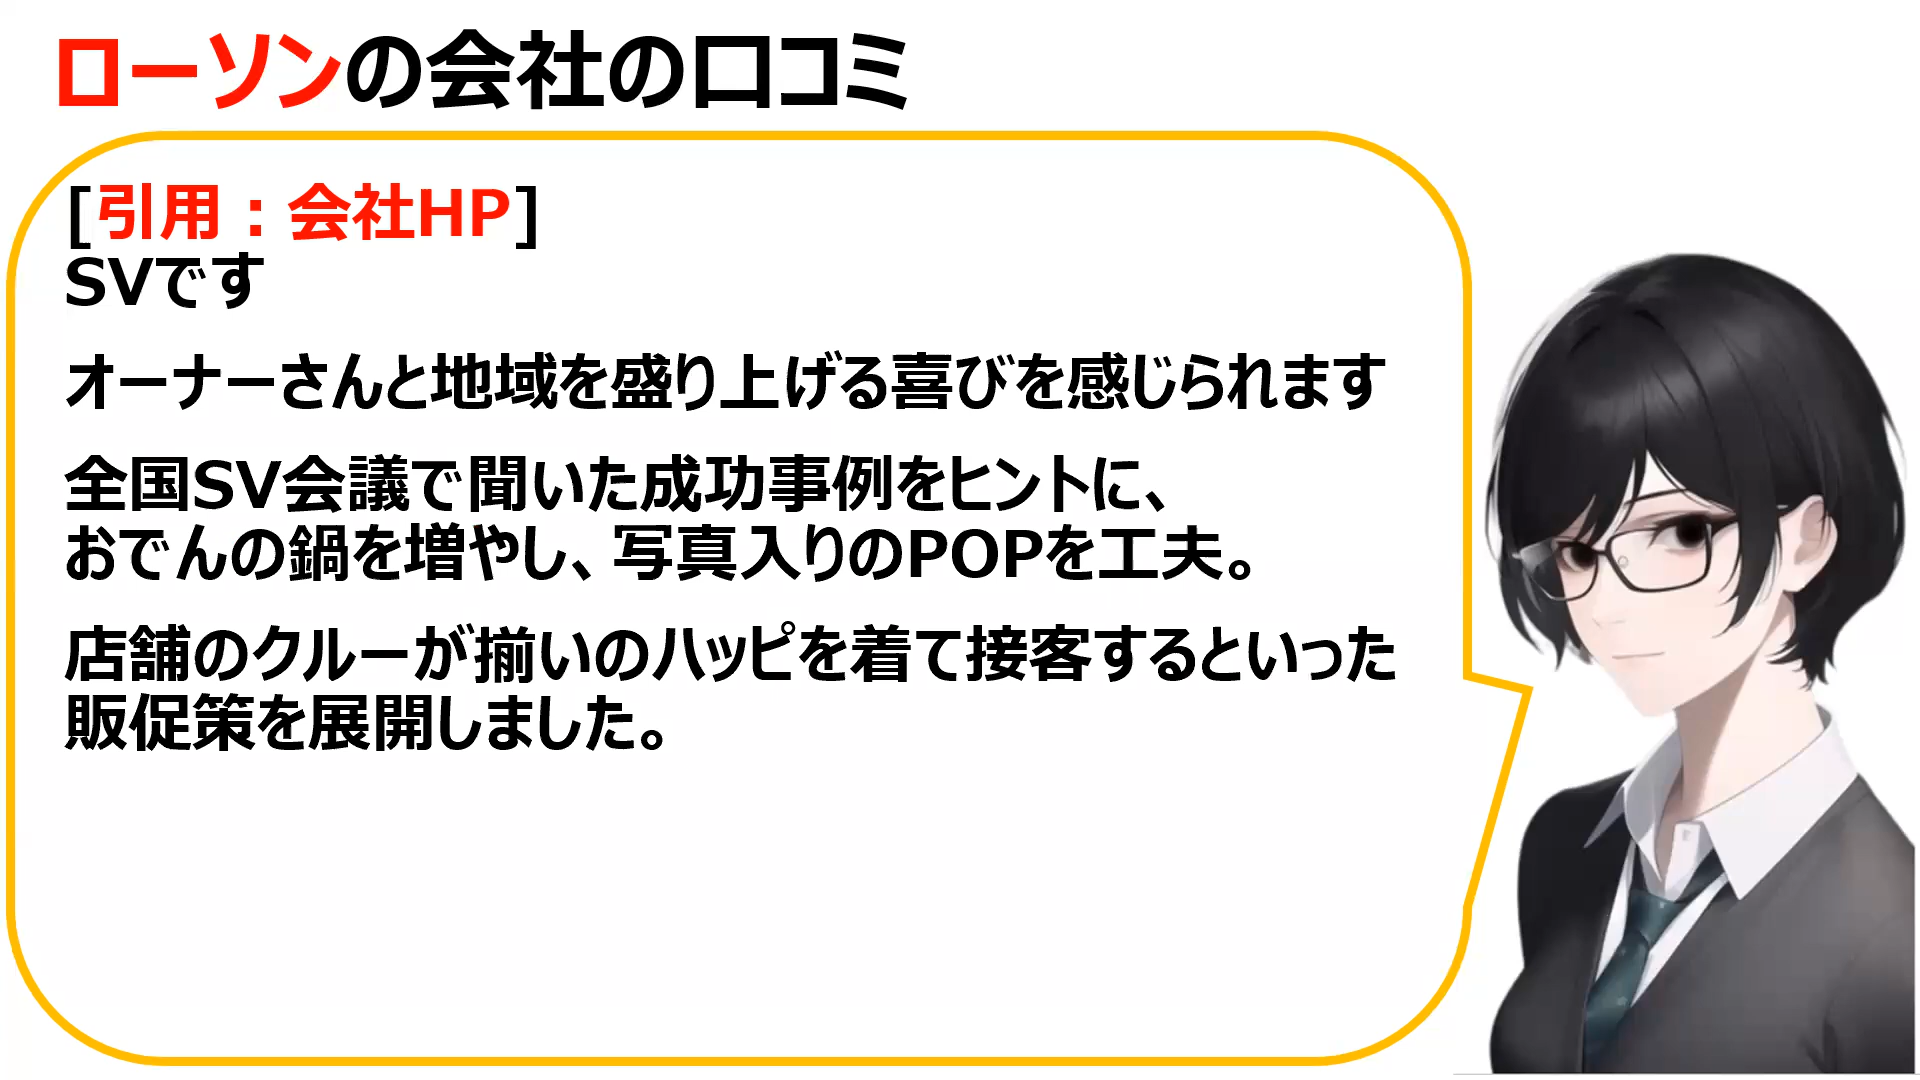 ローソンの会社の口コミ
[引用：会社HP]
SVです
オーナーさんと地域を盛り上げる喜びを感じられます
全国SV会議で聞いた成功事例をヒントに、
おでんの鍋を増やし、写真入りのPOPを工夫。
店舗のクルーが揃いのハッピを着て接客するといった
販促策を展開しました。